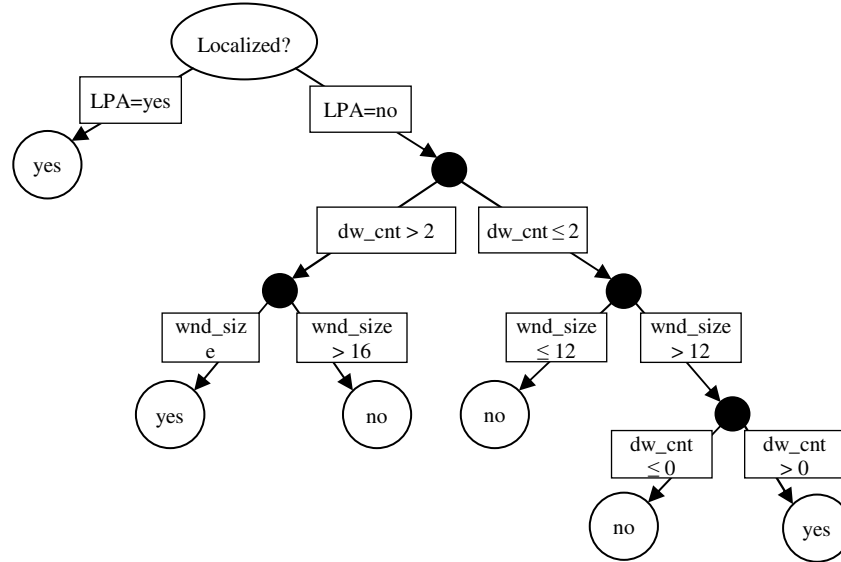 Localized?
LPA=yes
LPA=no
yes
dw_cnt > 2
dw_cnt ≤ 2
wnd_siz
e
wnd_size
> 16
wnd_size
≤ 12
wnd_size
> 12
yes
no
no
dw_cnt
≤ 0
dw_cnt
> 0
no
yes